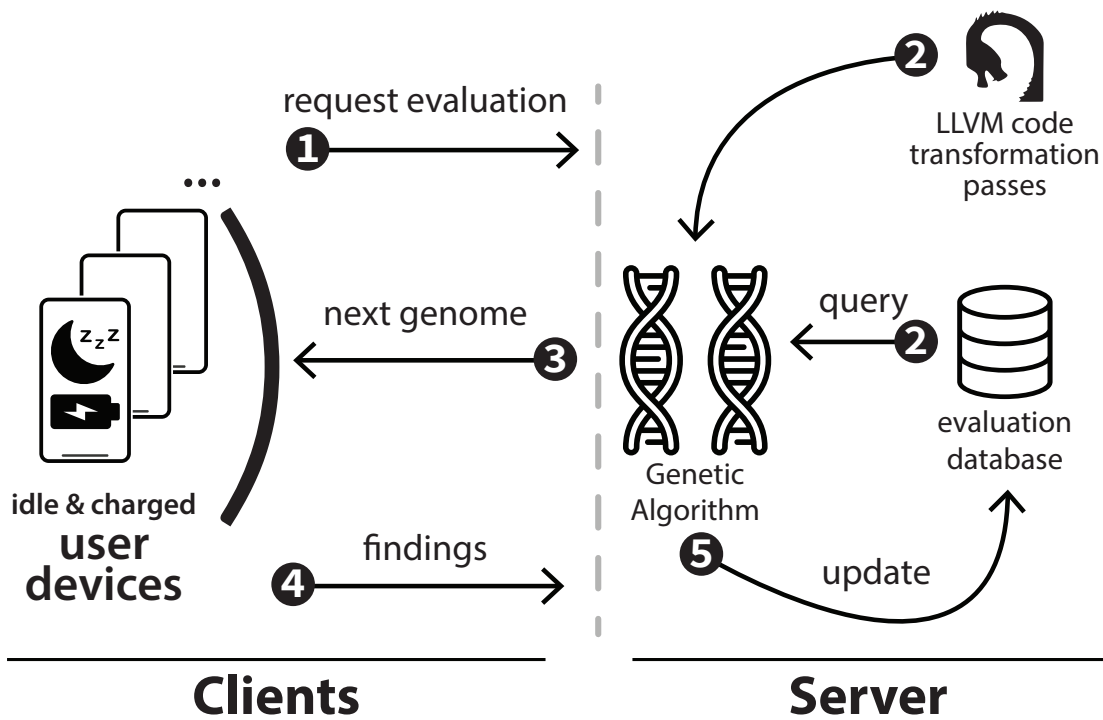 request evaluation
1
2
LLVM code
transformation
passes
...
z z z
idle & charged
user
devices
next genome
3
Genetic
Algorithm
query
2
evaluation
database
findings
4
5
update
Clients
Server